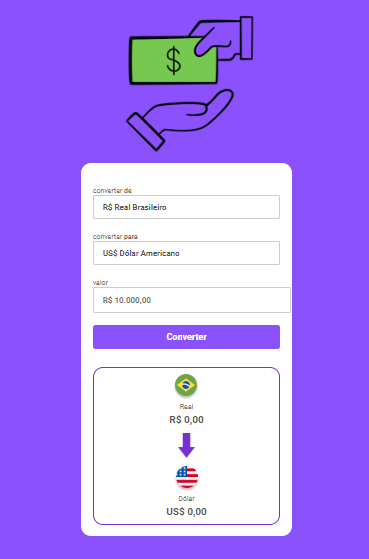 $
converter de
R$ Real Brasileiro
converter para
US$ Dólar Americano
valor
R$ 10.000,00
Converter
Real
R$ 0,00
Dólar
US$ 0,00